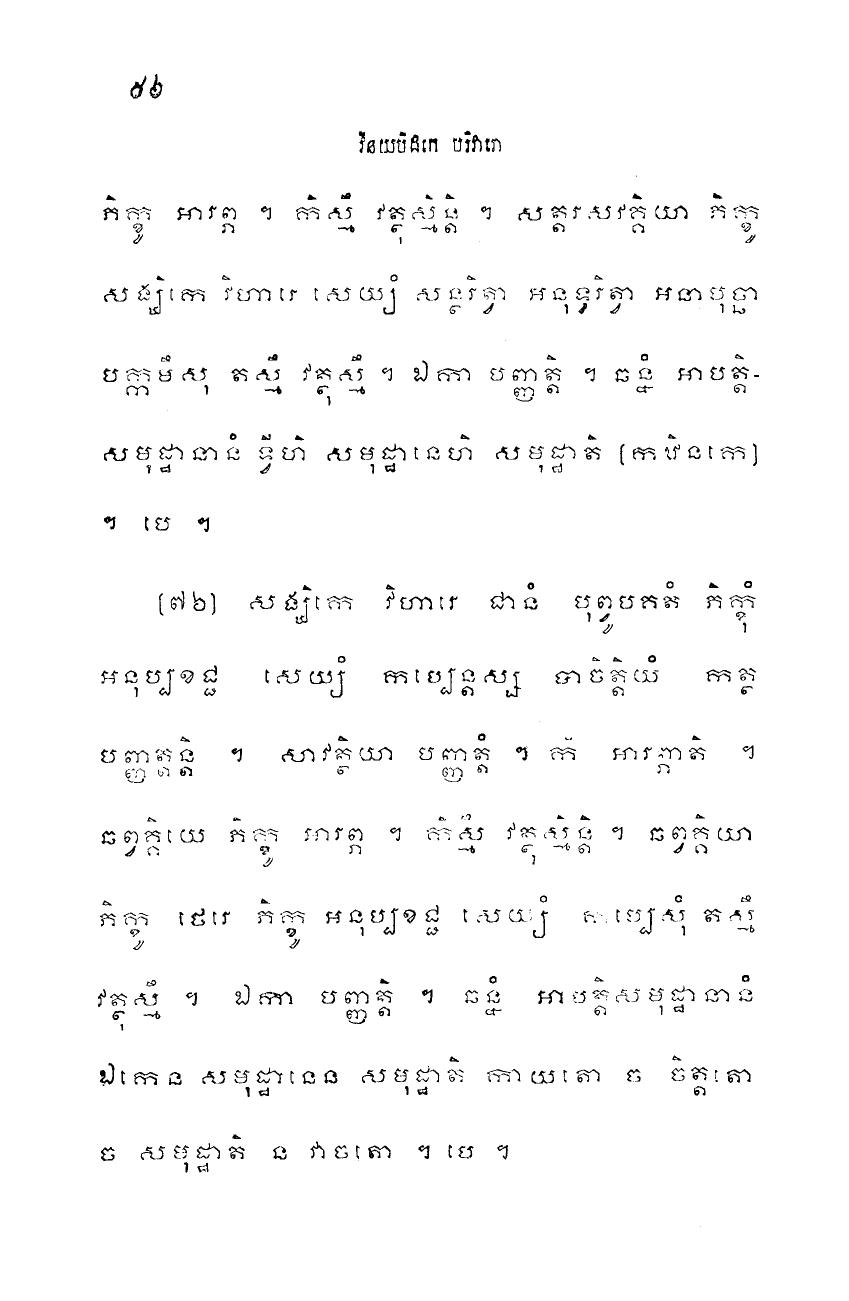 ៨៦
វិនយបិដកេ បរិវារោ
ភិក្ខូ អារព្ភ ។ កិស្មឹ វត្ថុស្មិន្តិ ។ សត្តរសវគ្គិយា ភិក្ខូ
សង្ឃិកេ វិហារេ សេយ្យំ សន្ថរិត្វា អនុទ្ធរិត្វា អនាបុច្ឆា
បក្កមឹសុ តស្មឹ វត្ថុស្មឹ ។ ឯកា បញ្ញត្តិ ។ ឆន្នំ អាបត្តិ-
សមុដ្ឋានានំ ទ្វីហិ សមុដ្ឋានេហិ សមុដ្ឋាតិ (កឋិនកេ)
។ បេ ។
(៧៦) សង្ឃិកេ វិហារេ ជានំ បុព្វូបគតំ ភិក្ខុំ
អនុប្បខជ្ជ សេយ្យំ កប្បេន្តស្ស បាចិត្តិយំ កត្ថ
បញ្ញត្តន្តិ ។ សាវត្ថិយា បញ្ញត្តំ ។ កំ អារព្ភាតិ ។
ឆព្វគ្គិយេ ភិក្ខូ អារព្ភ ។ កិស្មឹ វត្ថុស្មិន្តិ ។ ឆព្វគ្គិយា
ភិក្ខូ ថេរេ ភិក្ខូ អនុប្បខជ្ជ សេយ្យំ កប្បេសុំ តស្មឹ
វត្ថុស្មឹ ។ ឯកា បញ្ញត្តិ ។ ឆន្នំ អាបត្តិសមុដ្ឋានានំ
ឯកេន សមុដ្ឋានេន សមុដ្ឋាតិ កាយតោ ច ចិត្តតោ
ច សមុដ្ឋាតិ ន វាចតោ ។ បេ ។